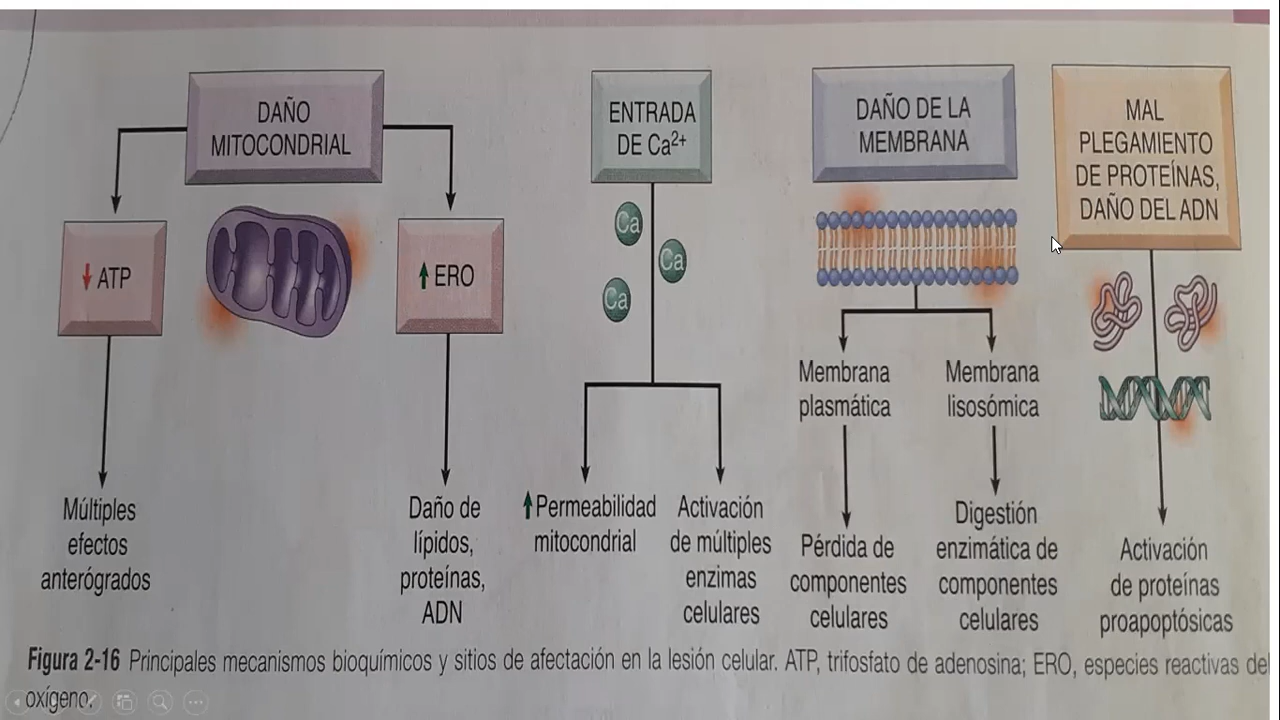 DAÑO
MITOCONDRIAL
↓ ATP
↑ ERO
Múltiples
efectos
anterógrados
Daño de
lípidos,
proteínas,
ADN
ENTRADA
DE Ca²⁺
Ca
Ca
Ca
↑Permeabilidad
mitocondrial
Activación
de múltiples
enzimas
celulares
DAÑO DE LA
MEMBRANA
Membrana
plasmática
Membrana
lisosómica
Pérdida de
componentes
celulares
Digestión
enzimática de
componentes
celulares
MAL
PLEGAMIENTO
DE PROTEÍNAS,
DAÑO DEL ADN
Activación
de proteínas
proapoptósicas
Figura 2-16 Principales mecanismos bioquímicos y sitios de afectación en la lesión celular. ATP, trifosfato de adenosina; ERO, especies reactivas del
oxígeno.